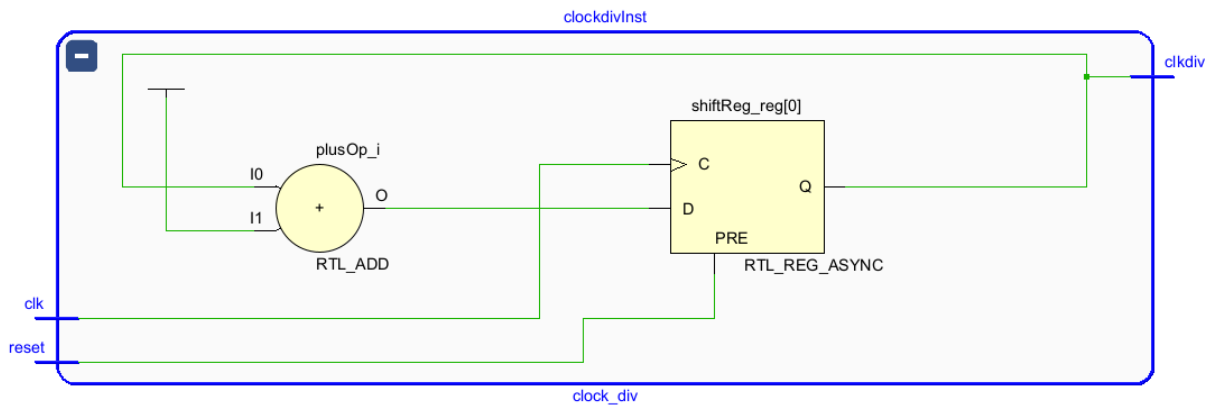 clockdivInst
clkdiv
shiftReg_reg[0]
plusOp_i
C
I0
Q
O
+
D
I1
PRE
RTL_ADD
RTL_REG_ASYNC
clk
reset
clock_div